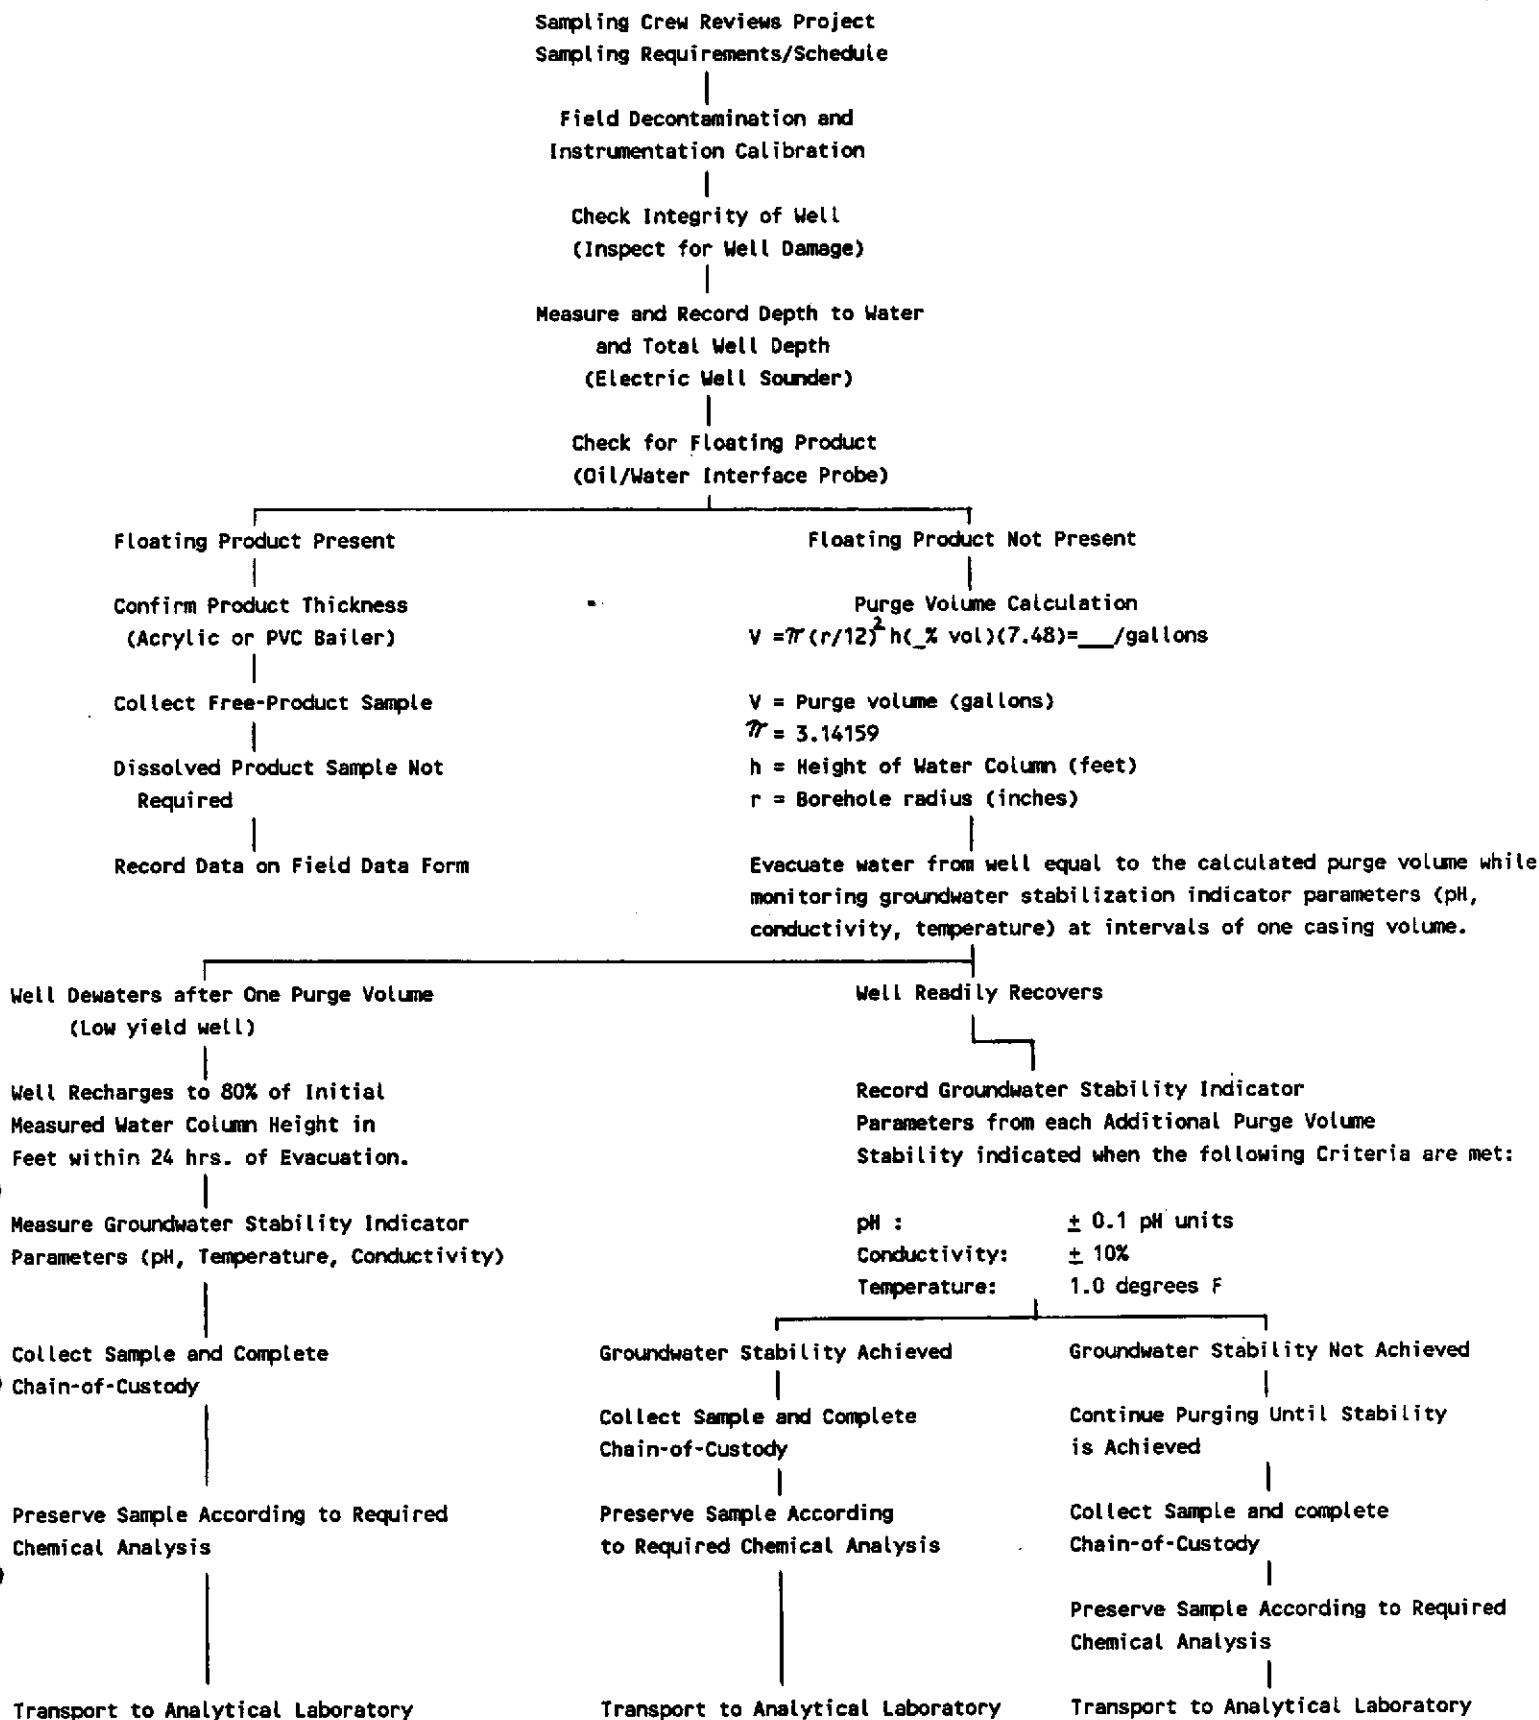 Sampling Crew Reviews Project
Sampling Requirements/Schedule
Field Decontamination and
Instrumentation Calibration
Check Integrity of Well
(Inspect for Well Damage)
Measure and Record Depth to Water
and Total Well Depth
(Electric Well Sounder)
Check for Floating Product
(Oil/Water Interface Probe)
Floating Product Present
Confirm Product Thickness
(Acrylic or PVC Bailer)
Collect Free-Product Sample
Dissolved Product Sample Not
Required
Record Data on Field Data Form
Floating Product Not Present
Purge Volume Calculation
V =π(r/12)² h(_% vol)(7.48)=___/gallons
V = Purge volume (gallons)
π = 3.14159
h = Height of Water Column (feet)
r = Borehole radius (inches)
Evacuate water from well equal to the calculated purge volume while
monitoring groundwater stabilization indicator parameters (pH,
conductivity, temperature) at intervals of one casing volume.
Well Dewaters after One Purge Volume
(Low yield well)
Well Recharges to 80% of Initial
Measured Water Column Height in
Feet within 24 hrs. of Evacuation.
Measure Groundwater Stability Indicator
Parameters (pH, Temperature, Conductivity)
Collect Sample and Complete
Chain-of-Custody
Preserve Sample According to Required
Chemical Analysis
Transport to Analytical Laboratory
Well Readily Recovers
Record Groundwater Stability Indicator
Parameters from each Additional Purge Volume
Stability indicated when the following Criteria are met:
pH : ± 0.1 pH units
Conductivity: ± 10%
Temperature: 1.0 degrees F
Groundwater Stability Achieved
Collect Sample and Complete
Chain-of-Custody
Preserve Sample According
to Required Chemical Analysis
Transport to Analytical Laboratory
Groundwater Stability Not Achieved
Continue Purging Until Stability
is Achieved
Collect Sample and complete
Chain-of-Custody
Preserve Sample According to Required
Chemical Analysis
Transport to Analytical Laboratory